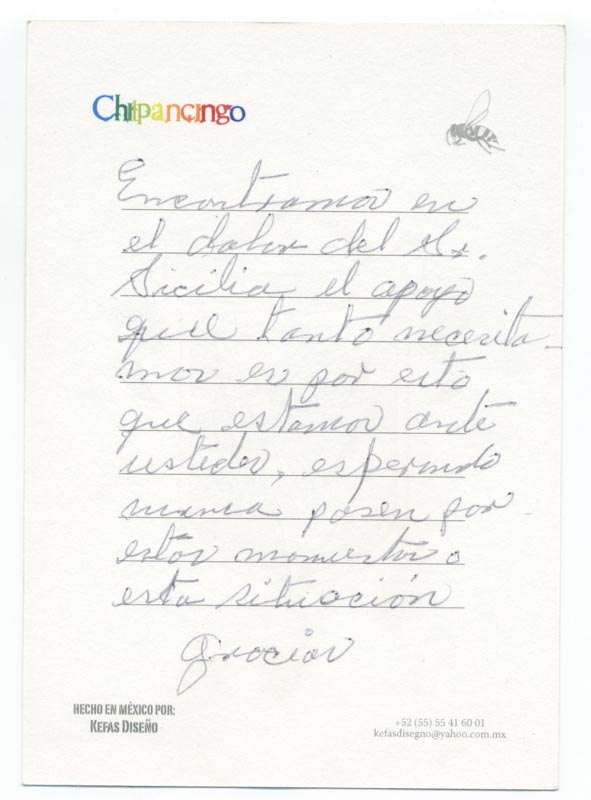 Chilpancingo
Encontramos en
el dolor del Sr.
Sicilia el apoyo
que tanto necesita-
mos es por esto
que estamos ante
ustedes, esperando
nunca pasen por
estos momentos o
esta situación
gracias
HECHO EN MÉXICO POR:
KEFAS DISEÑO
+52 (55) 55 41 60 01
kefasdisegno@yahoo.com.mx